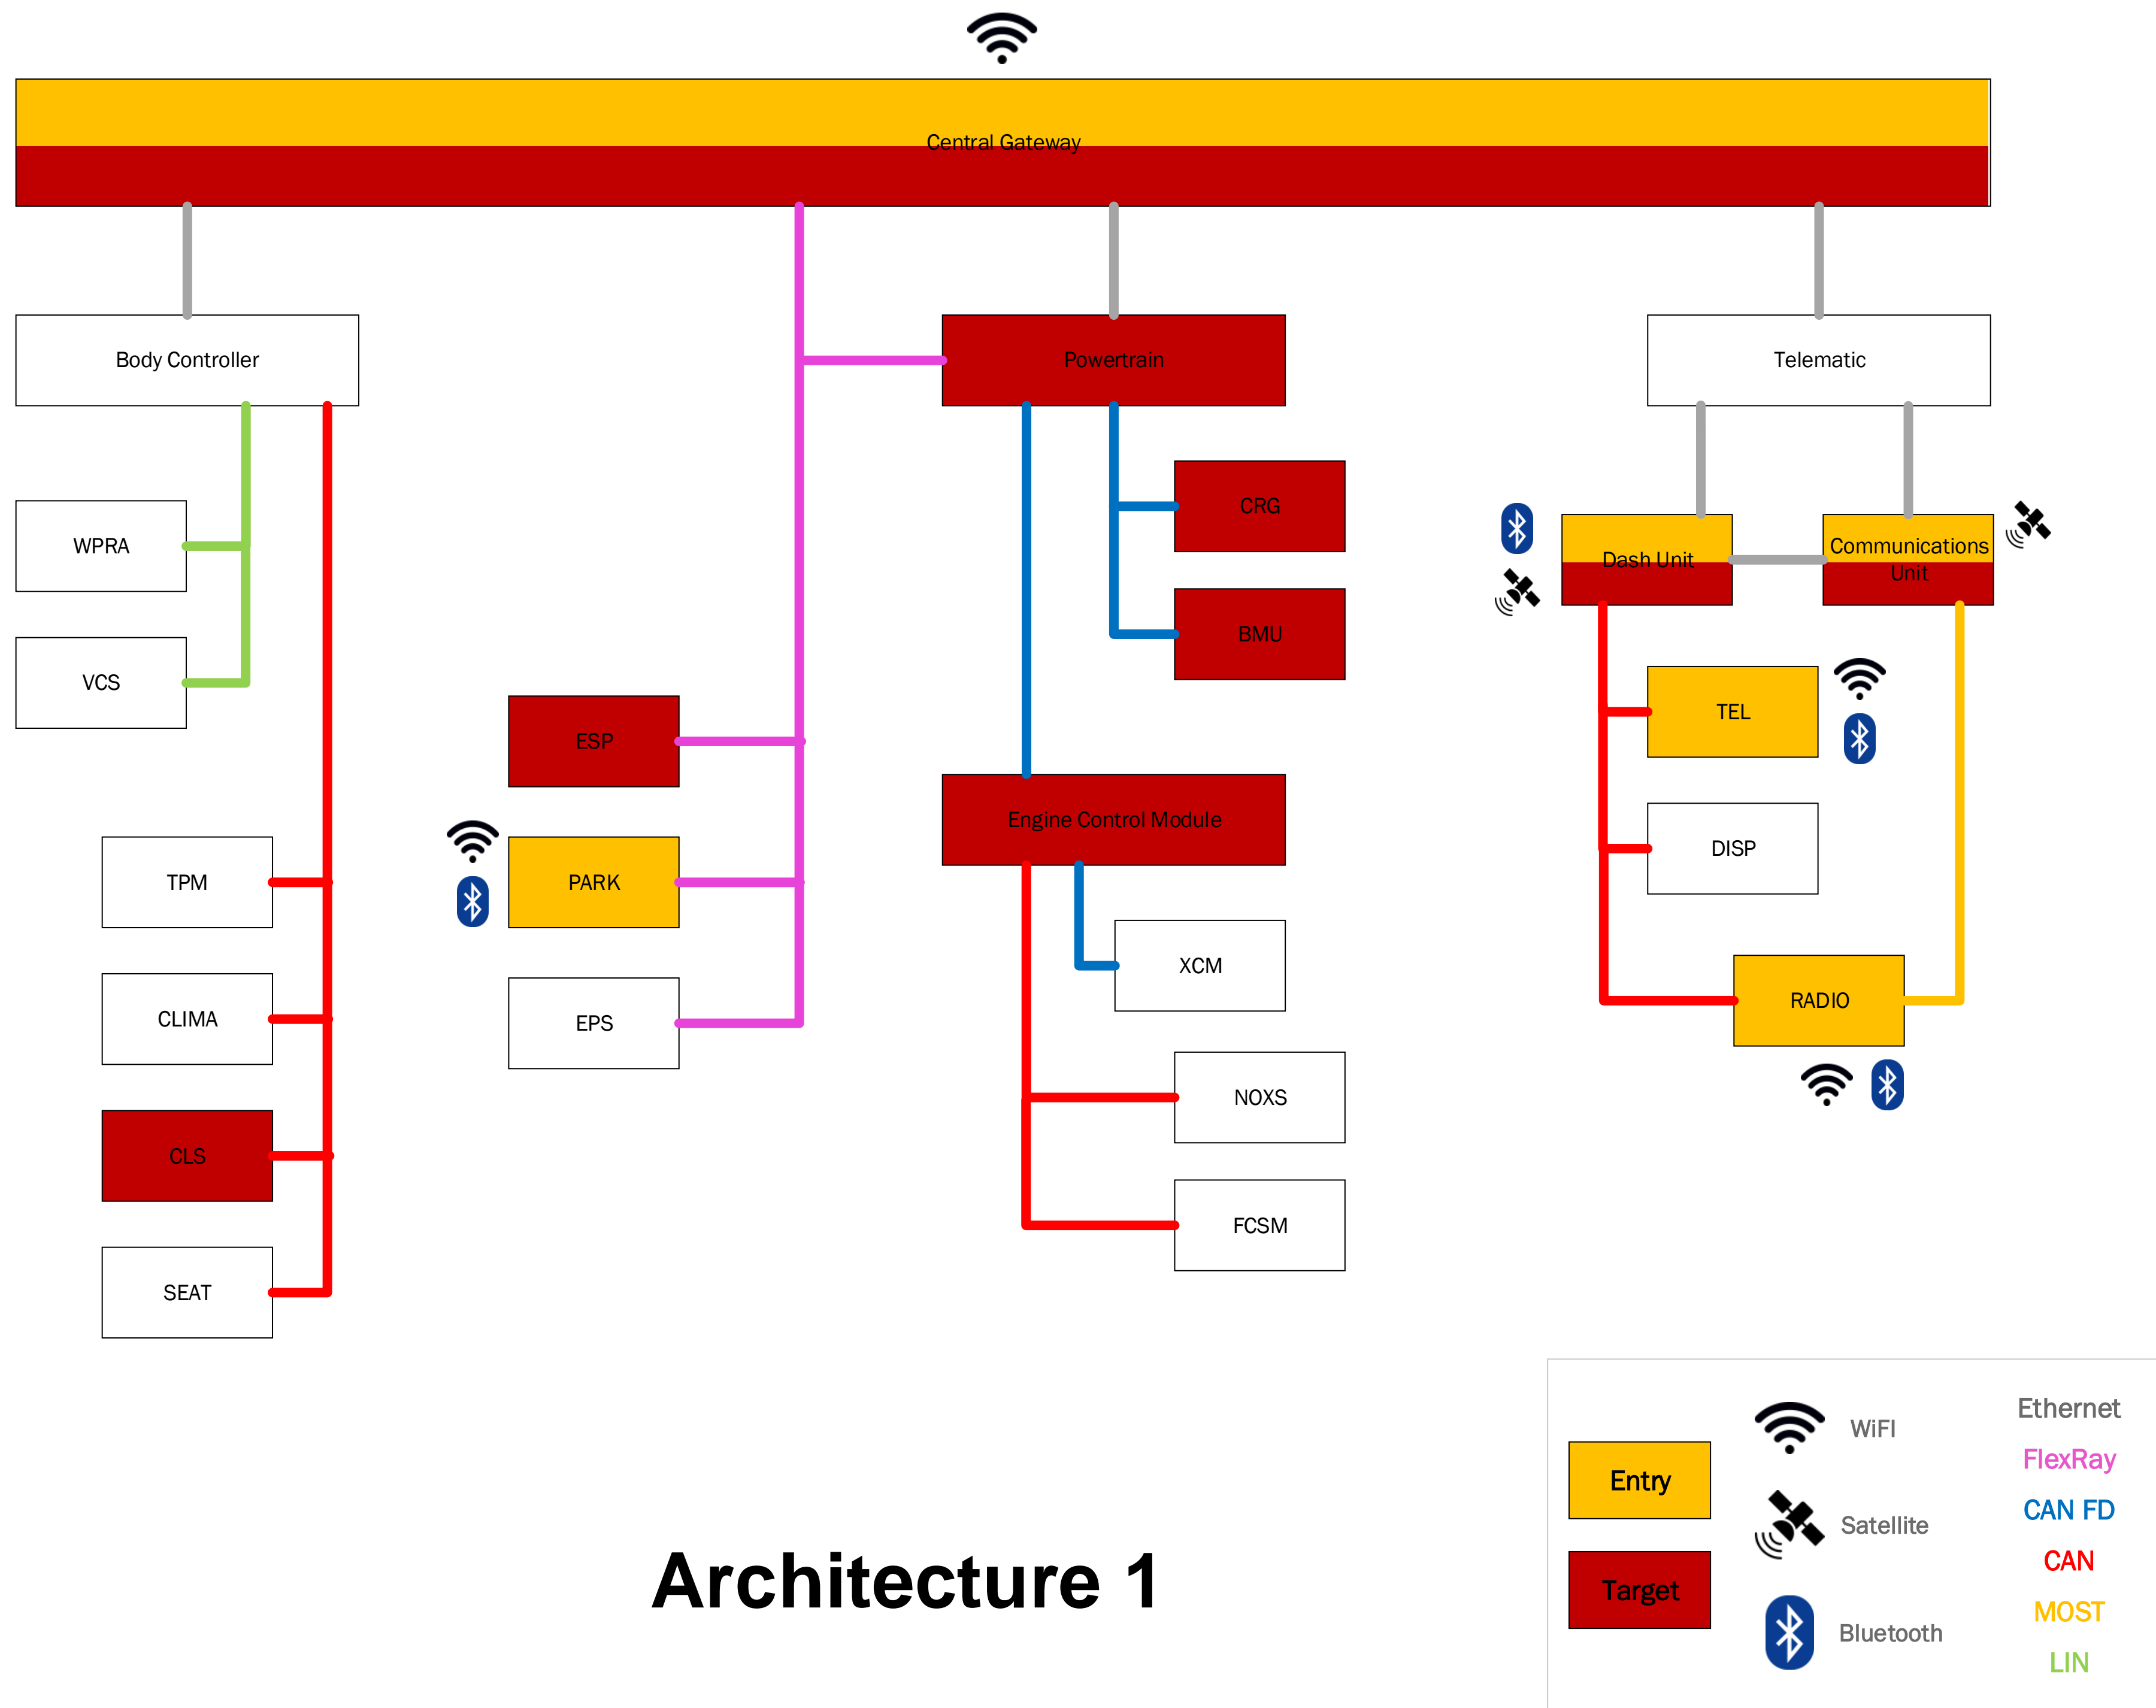 Central Gateway
Body Controller
Powertrain
Telematic
WPRA
VCS
CRG
BMU
Dash Unit
Communications
Unit
TEL
DISP
RADIO
ESP
PARK
EPS
Engine Control Module
XCM
NOXS
FCSM
TPM
CLIMA
CLS
SEAT
Architecture 1
Entry
Target
WiFI
Satellite
Bluetooth
Ethernet
FlexRay
CAN FD
CAN
MOST
LIN